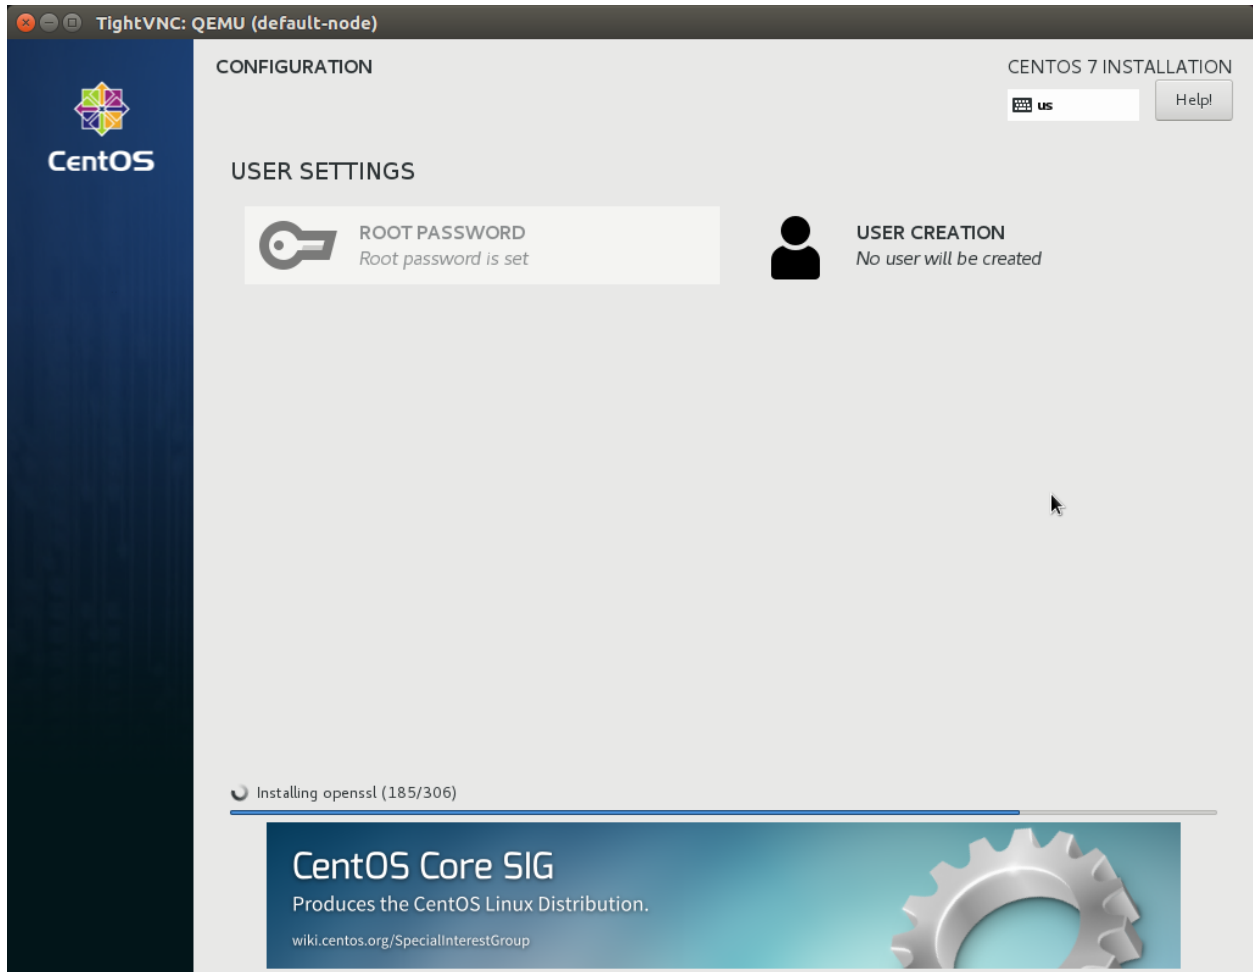 TightVNC: QEMU (default-node)
CONFIGURATION
CENTOS 7 INSTALLATION
us
Help!
CentOS
USER SETTINGS
ROOT PASSWORD
Root password is set
USER CREATION
No user will be created
Installing openssl (185/306)
CentOS Core SIG
Produces the CentOS Linux Distribution.
wiki.centos.org/SpecialInterestGroup